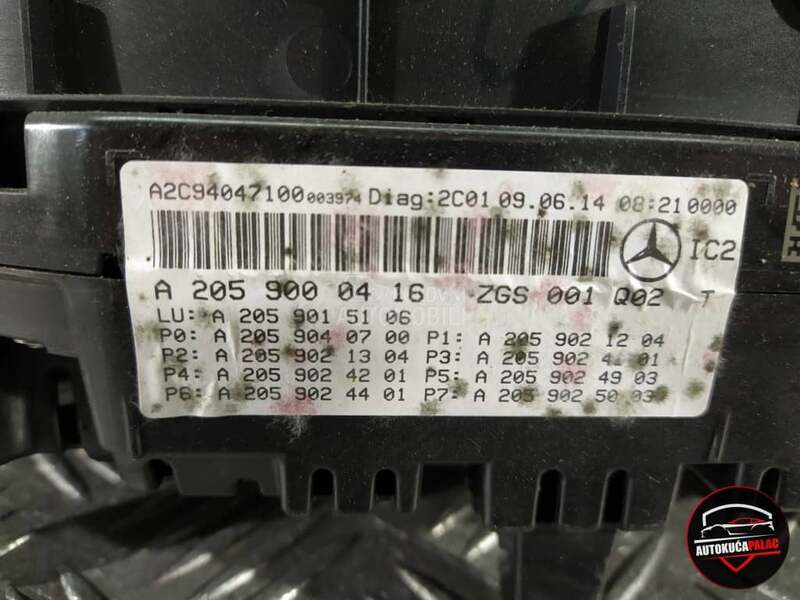 A2C94047100003974 Diag:2C01 09.06.14 08:210000
IC2
A 205 900 04 16 ZGS 001 Q02 T
LU: A 205 901 51 06
P0: A 205 904 07 00 P1: A 205 902 12 04
P2: A 205 902 13 04 P3: A 205 902 41 01
P4: A 205 902 42 01 P5: A 205 902 49 03
P6: A 205 902 44 01 P7: A 205 902 50 03
AUTOKUĆA PALAC